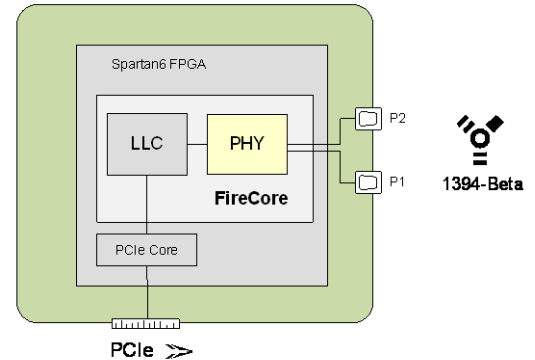 Spartan6 FPGA
LLC
PHY
P2
P1
1394-Beta
FireCore
PCIe Core
PCIe